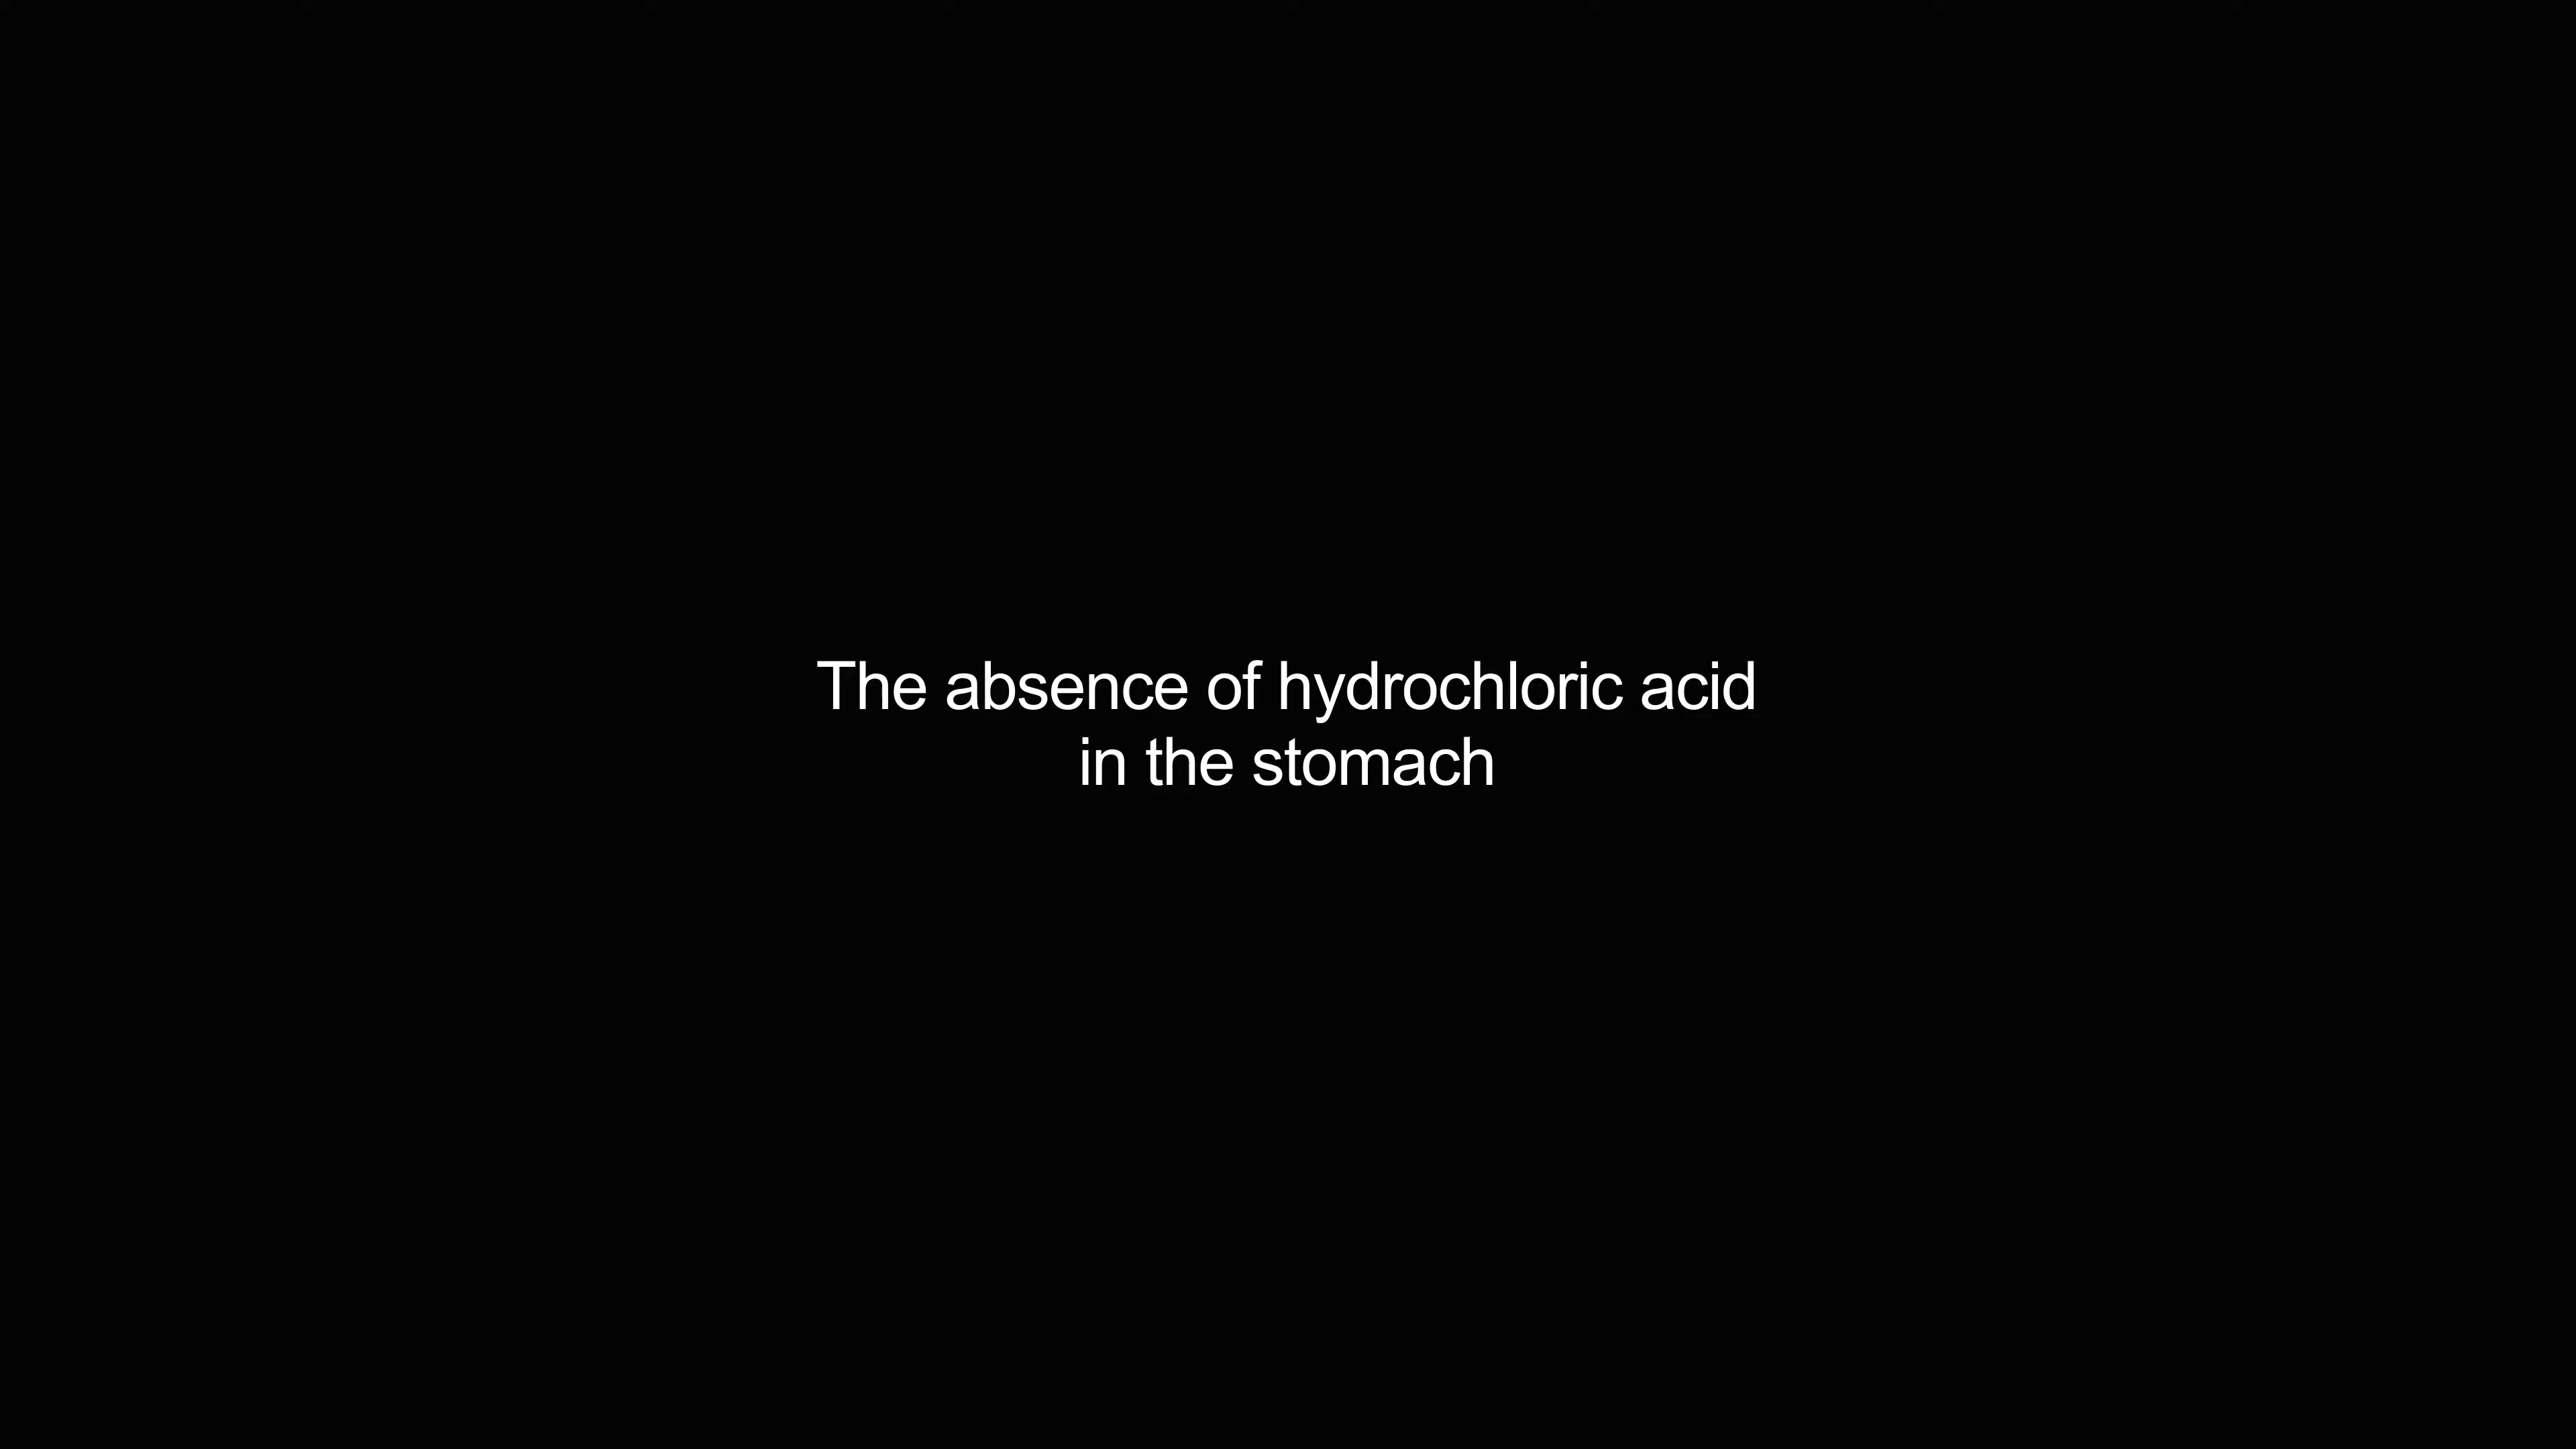 The absence of hydrochloric acid
in the stomach